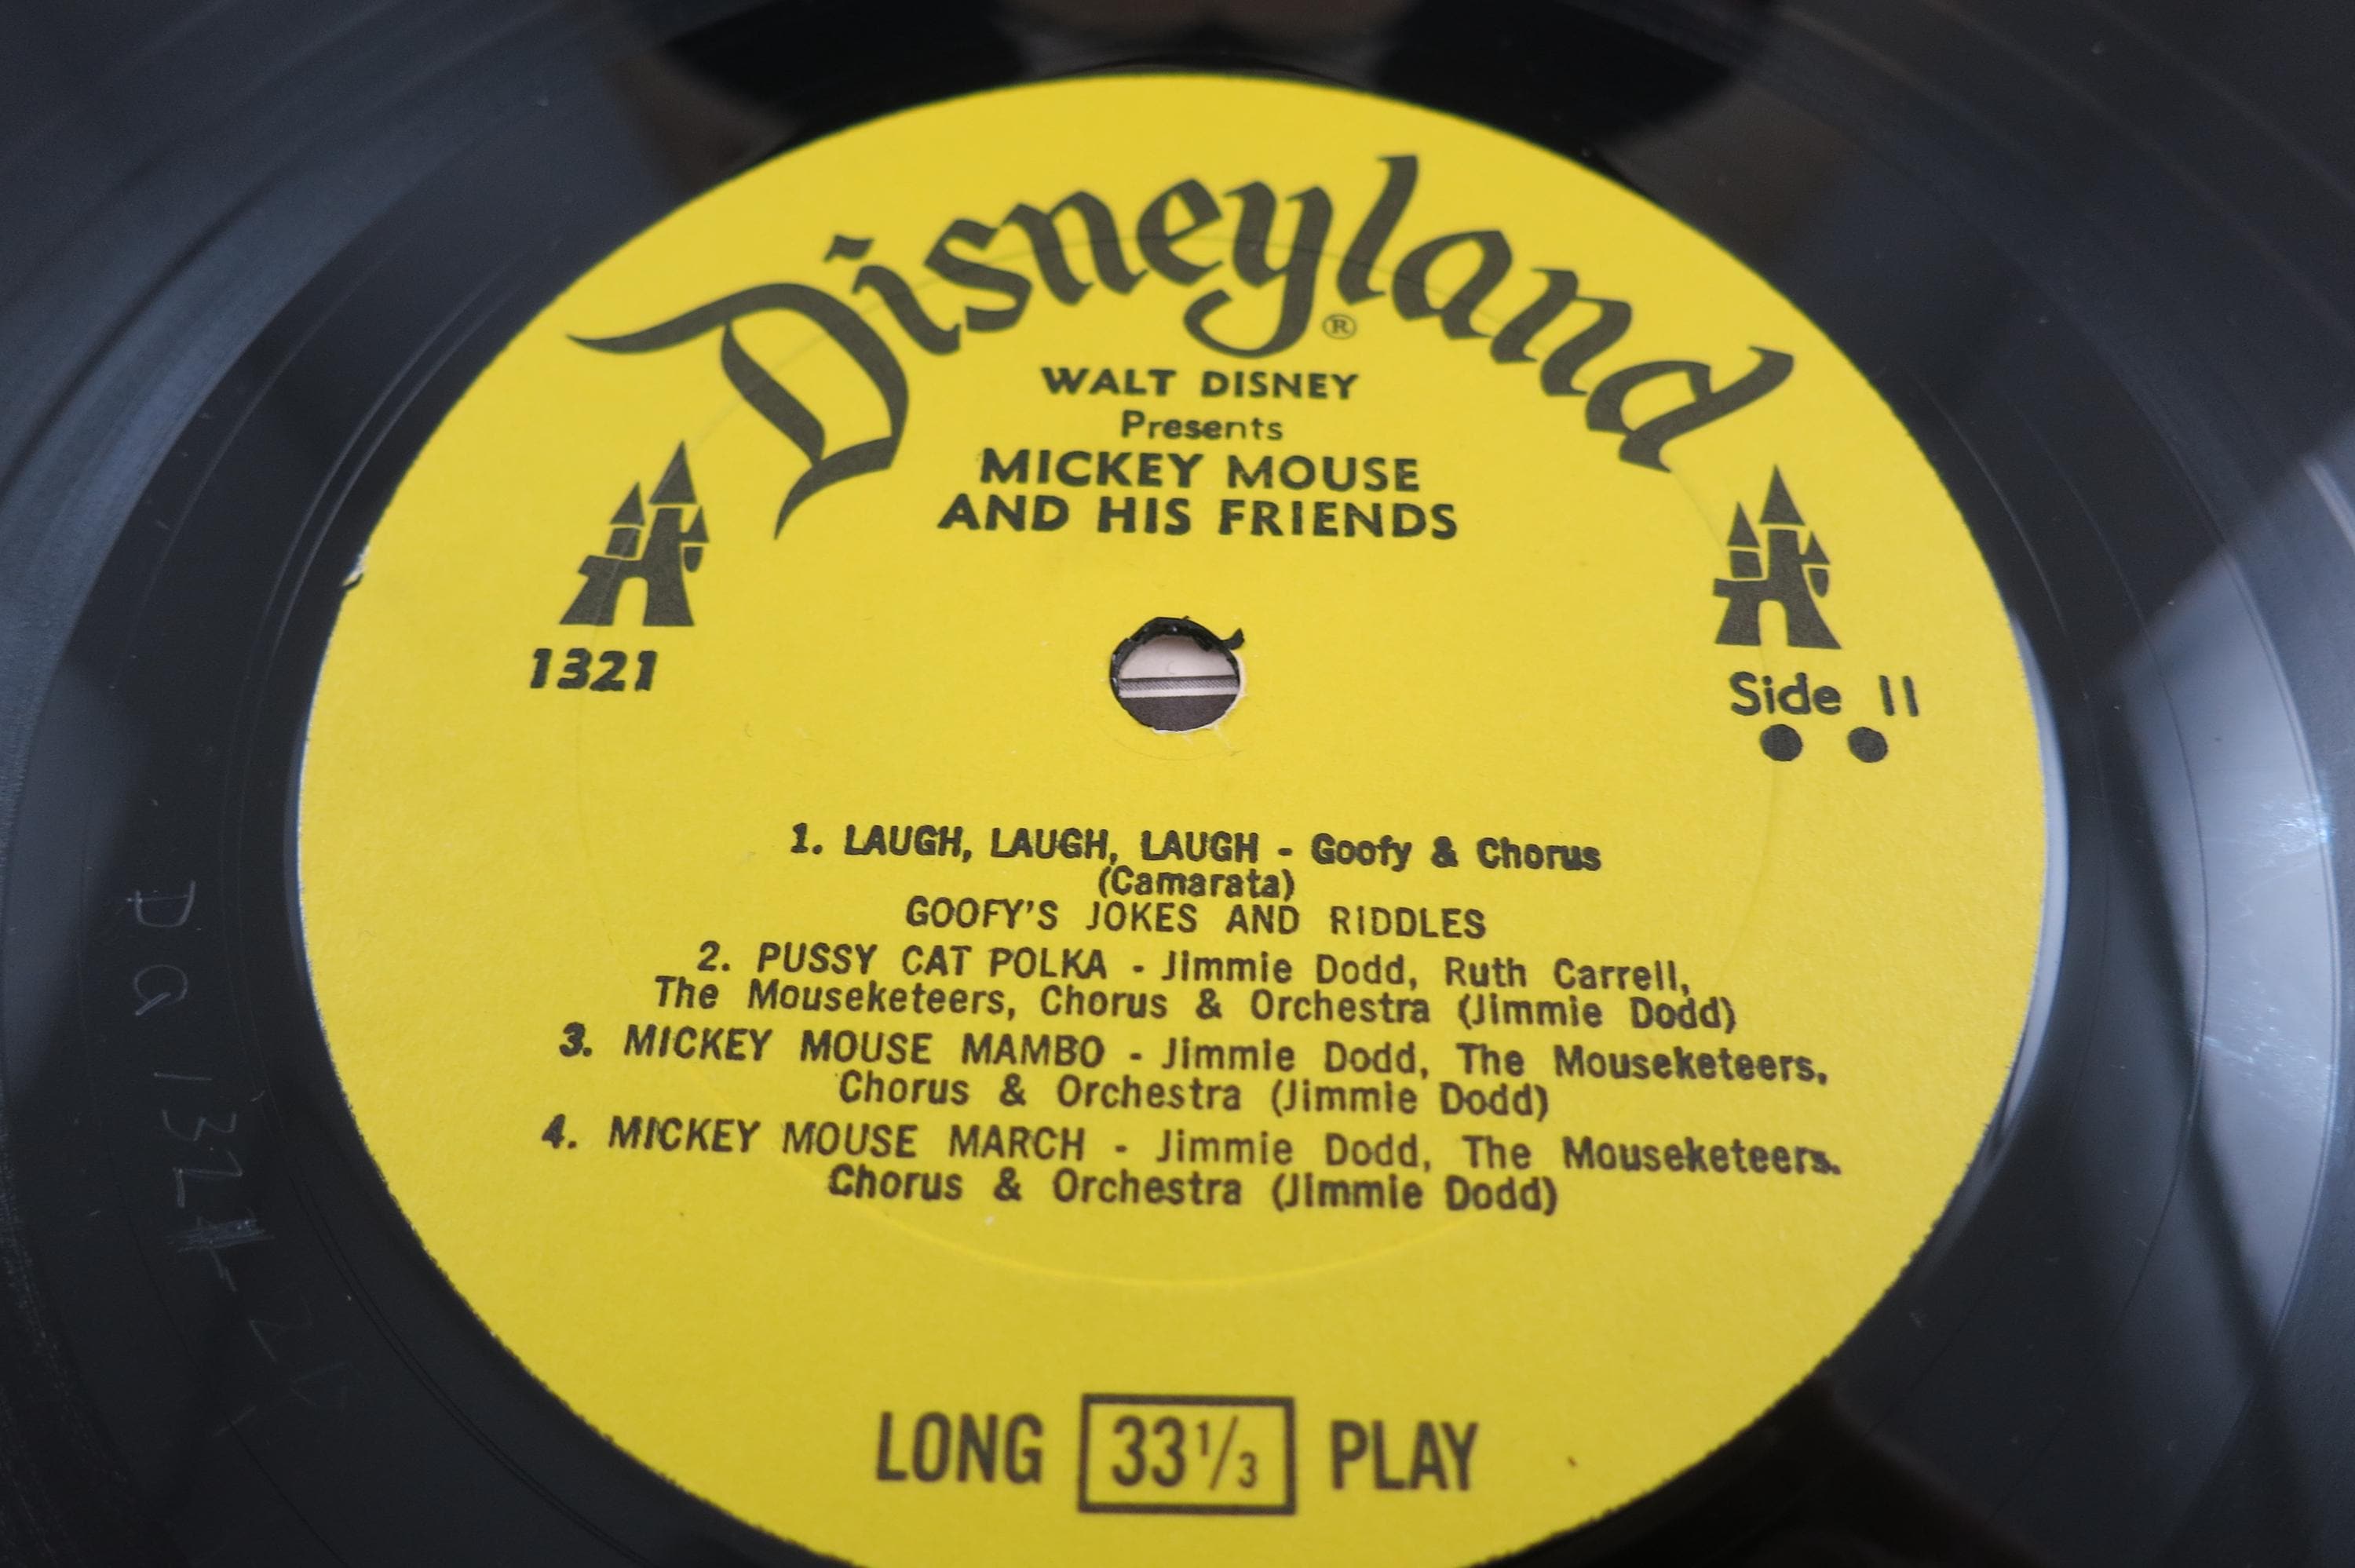 Disneyland®
WALT DISNEY
Presents
MICKEY MOUSE
AND HIS FRIENDS
1321
Side II
1. LAUGH, LAUGH, LAUGH - Goofy & Chorus
(Camarata)
GOOFY'S JOKES AND RIDDLES
2. PUSSY CAT POLKA - Jimmie Dodd, Ruth Carrell,
The Mouseketeers, Chorus & Orchestra (Jimmie Dodd)
3. MICKEY MOUSE MAMBO - Jimmie Dodd, The Mouseketeers,
Chorus & Orchestra (Jimmie Dodd)
4. MICKEY MOUSE MARCH - Jimmie Dodd, The Mouseketeers.
Chorus & Orchestra (Jimmie Dodd)
LONG 33 1/3 PLAY